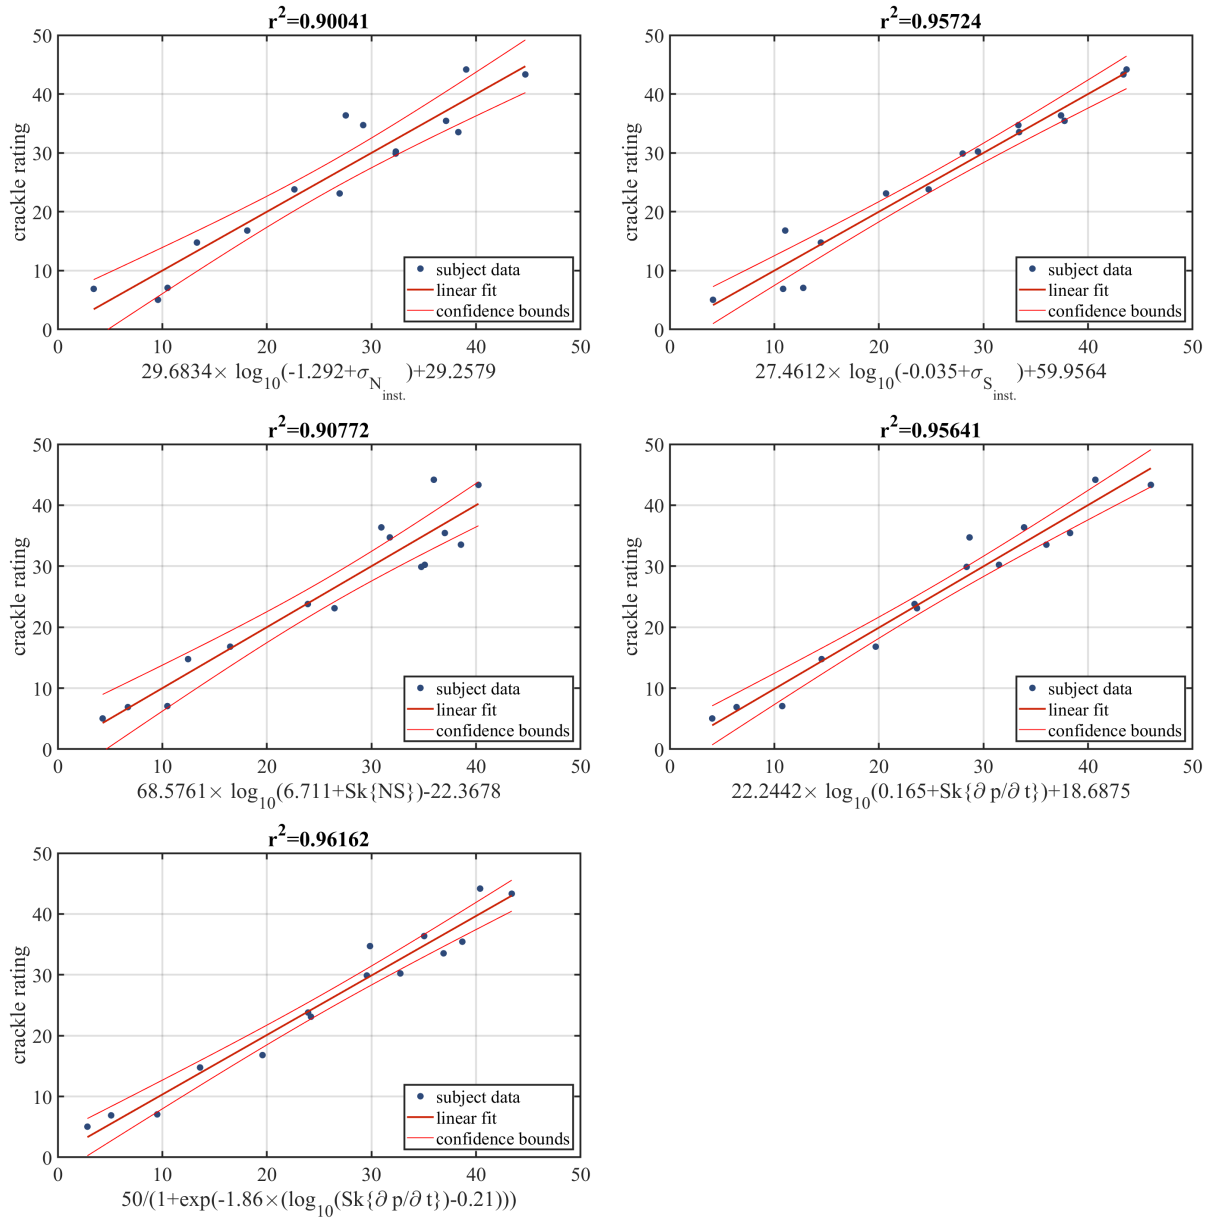 r²=0.90041
50
40
30
20
10
0
crackle rating
subject data
linear fit
confidence bounds
0 10 20 30 40 50
29.6834× log₁₀(-1.292+σ_N_inst.)+29.2579
r²=0.95724
50
40
30
20
10
0
crackle rating
subject data
linear fit
confidence bounds
0 10 20 30 40 50
27.4612× log₁₀(-0.035+σ_S_inst.)+59.9564
r²=0.90772
50
40
30
20
10
0
crackle rating
subject data
linear fit
confidence bounds
0 10 20 30 40 50
68.5761× log₁₀(6.711+Sk{NS})-22.3678
r²=0.95641
50
40
30
20
10
0
crackle rating
subject data
linear fit
confidence bounds
0 10 20 30 40 50
22.2442× log₁₀(0.165+Sk{∂ p/∂ t})+18.6875
r²=0.96162
50
40
30
20
10
0
crackle rating
subject data
linear fit
confidence bounds
0 10 20 30 40 50
50/(1+exp(-1.86×(log₁₀(Sk{∂ p/∂ t})-0.21)))